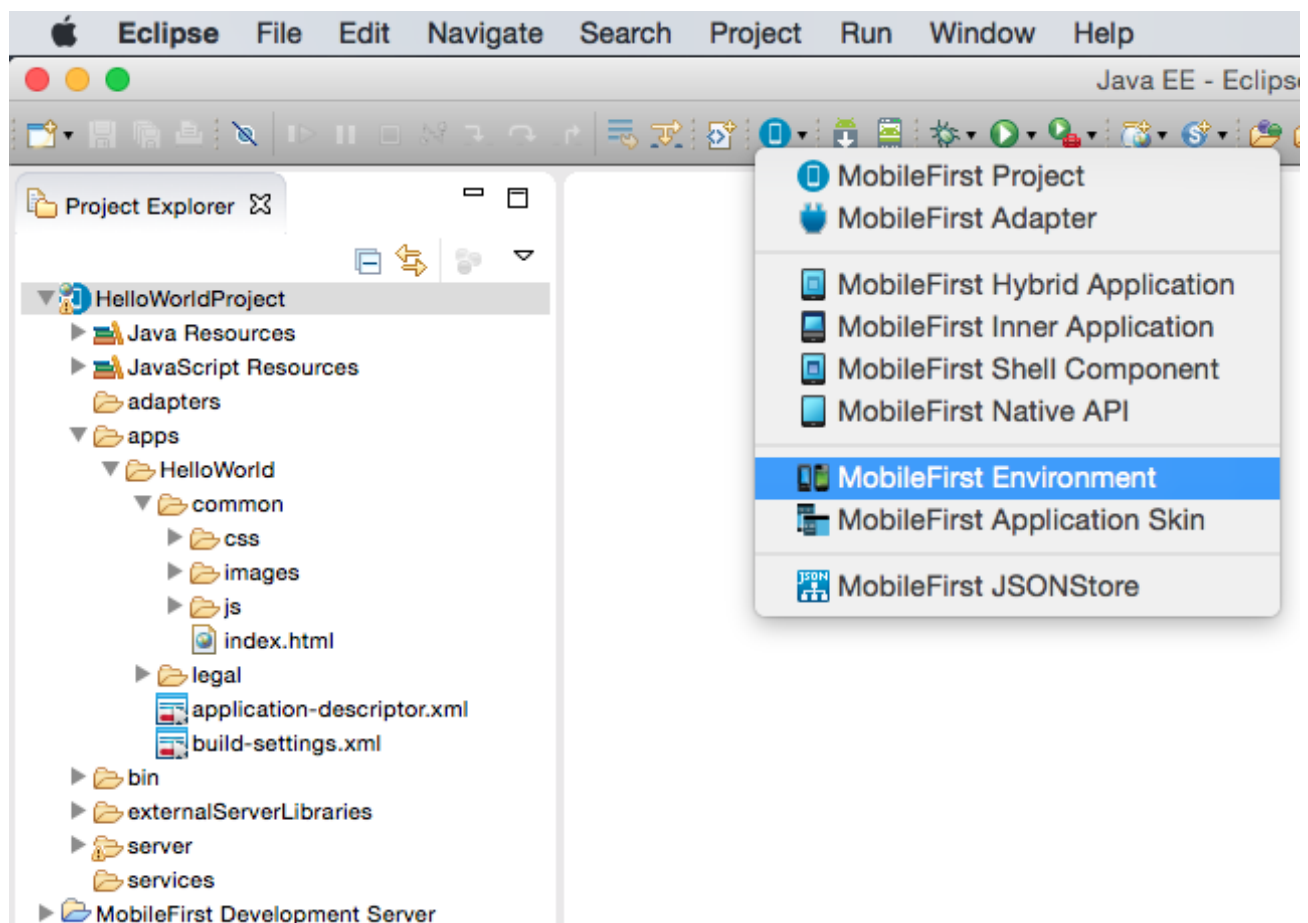 Eclipse File Edit Navigate Search Project Run Window Help
Java EE - Eclipse
Project Explorer
MobileFirst Project
MobileFirst Adapter
MobileFirst Hybrid Application
MobileFirst Inner Application
MobileFirst Shell Component
MobileFirst Native API
MobileFirst Environment
MobileFirst Application Skin
JSON
MobileFirst JSONStore
HelloWorldProject
Java Resources
JavaScript Resources
adapters
apps
HelloWorld
common
css
images
js
index.html
legal
application-descriptor.xml
build-settings.xml
bin
externalServerLibraries
server
services
MobileFirst Development Server